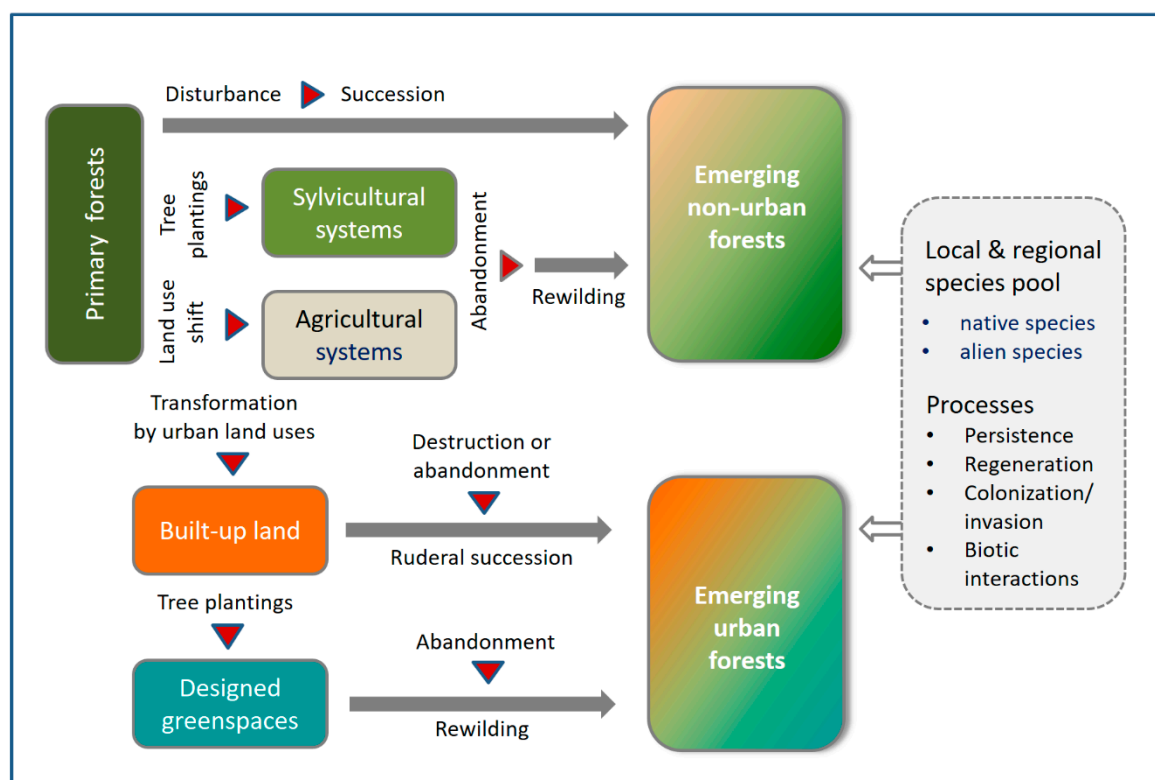 Disturbance
Succession
Primary forests
Tree
plantings
Sylvicultural
systems
Land use
shift
Agricultural
systems
Abandonment
Rewilding
Emerging
non-urban
forests
Transformation
by urban land uses
Built-up land
Destruction or
abandonment
Ruderal succession
Tree plantings
Designed
greenspaces
Abandonment
Rewilding
Emerging
urban
forests
Local & regional
species pool
• native species
• alien species
Processes
• Persistence
• Regeneration
• Colonization/
invasion
• Biotic
interactions